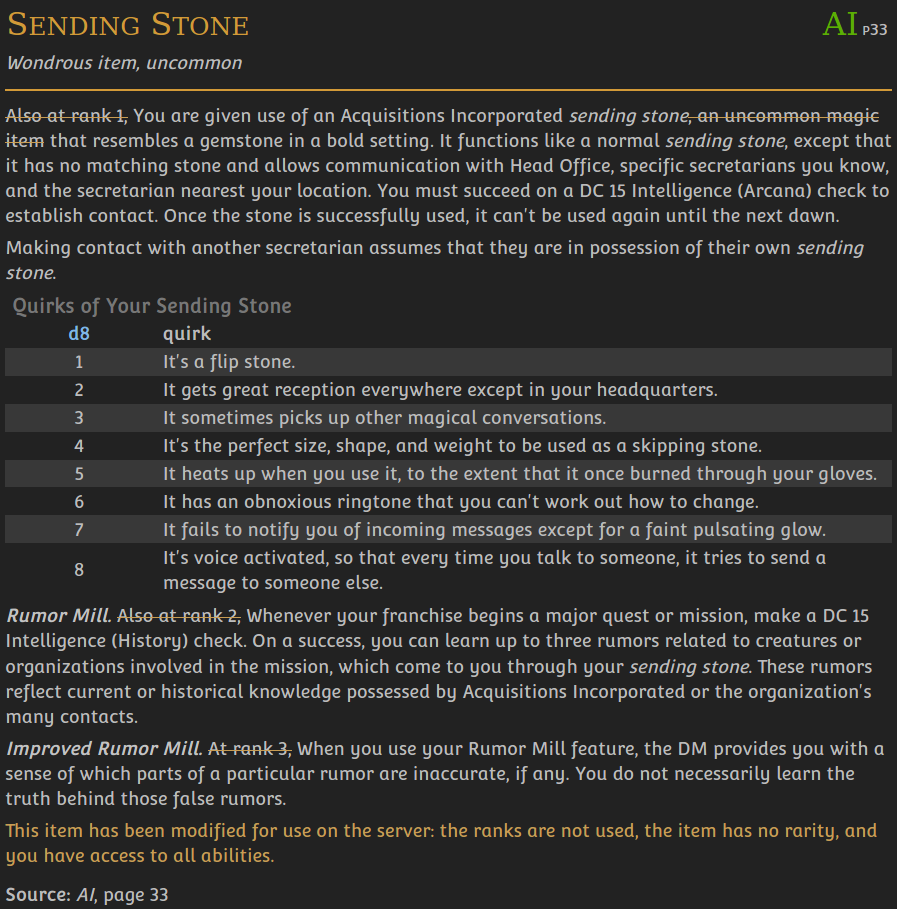 Sending Stone AI P33
Wondrous item, uncommon
Also at rank 1, You are given use of an Acquisitions Incorporated sending stone, an uncommon magic
item that resembles a gemstone in a bold setting. It functions like a normal sending stone, except that
it has no matching stone and allows communication with Head Office, specific secretarians you know,
and the secretarian nearest your location. You must succeed on a DC 15 Intelligence (Arcana) check to
establish contact. Once the stone is successfully used, it can't be used again until the next dawn.
Making contact with another secretarian assumes that they are in possession of their own sending
stone.
Quirks of Your Sending Stone
d8 quirk
1 It's a flip stone.
2 It gets great reception everywhere except in your headquarters.
3 It sometimes picks up other magical conversations.
4 It's the perfect size, shape, and weight to be used as a skipping stone.
5 It heats up when you use it, to the extent that it once burned through your gloves.
6 It has an obnoxious ringtone that you can't work out how to change.
7 It fails to notify you of incoming messages except for a faint pulsating glow.
8 It's voice activated, so that every time you talk to someone, it tries to send a
message to someone else.
Rumor Mill. Also at rank 2, Whenever your franchise begins a major quest or mission, make a DC 15
Intelligence (History) check. On a success, you can learn up to three rumors related to creatures or
organizations involved in the mission, which come to you through your sending stone. These rumors
reflect current or historical knowledge possessed by Acquisitions Incorporated or the organization's
many contacts.
Improved Rumor Mill. At rank 3, When you use your Rumor Mill feature, the DM provides you with a
sense of which parts of a particular rumor are inaccurate, if any. You do not necessarily learn the
truth behind those false rumors.
This item has been modified for use on the server: the ranks are not used, the item has no rarity, and
you have access to all abilities.
Source: AI, page 33